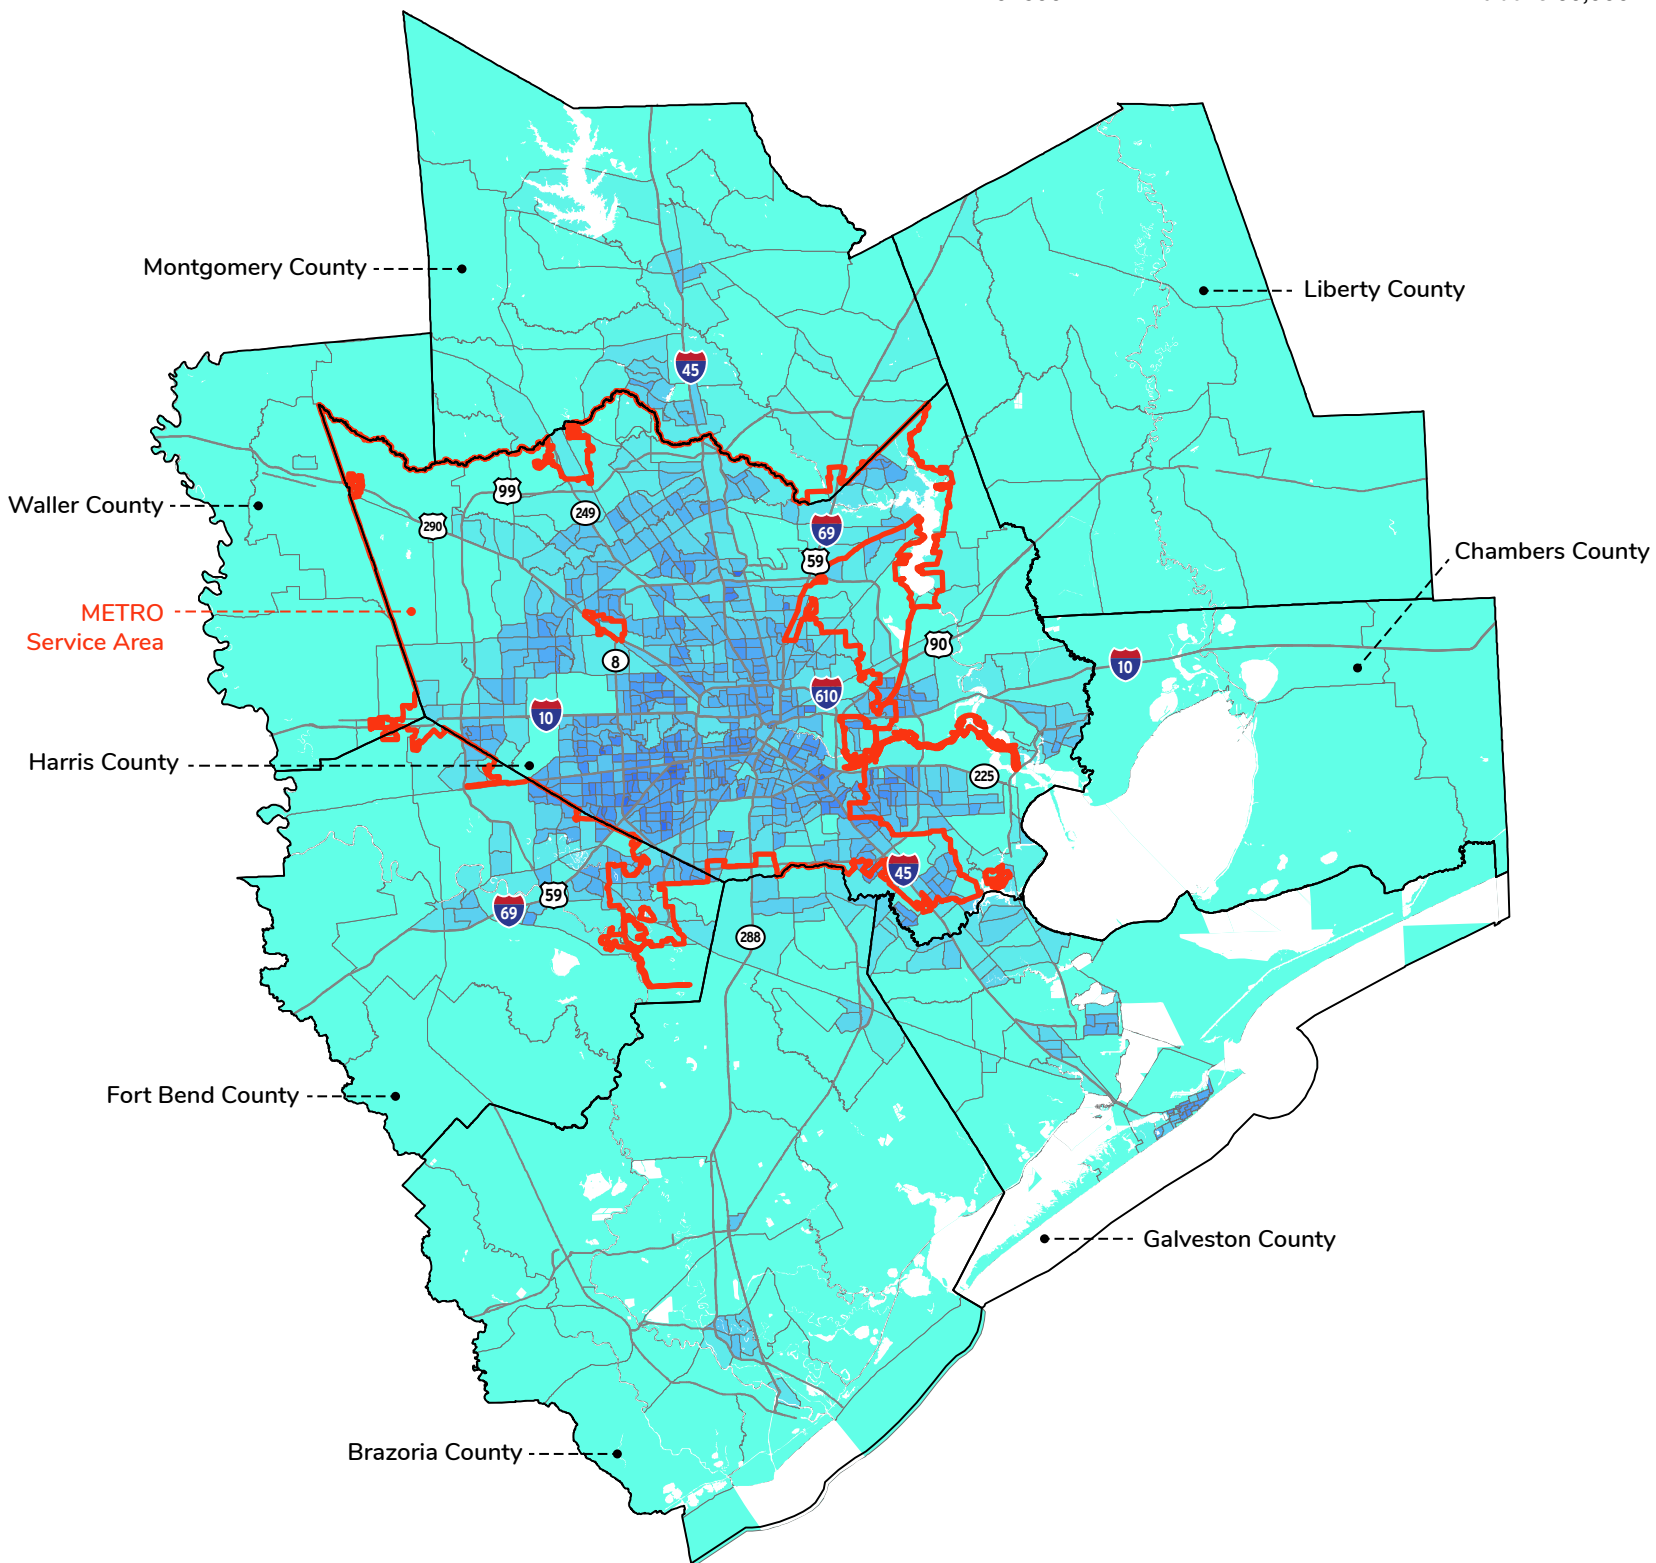 Montgomery County
Liberty County
45
Waller County
99
290
249
69
59
Chambers County
METRO
Service Area
8
90
10
610
10
Harris County
225
45
59
69
288
Fort Bend County
Galveston County
Brazoria County